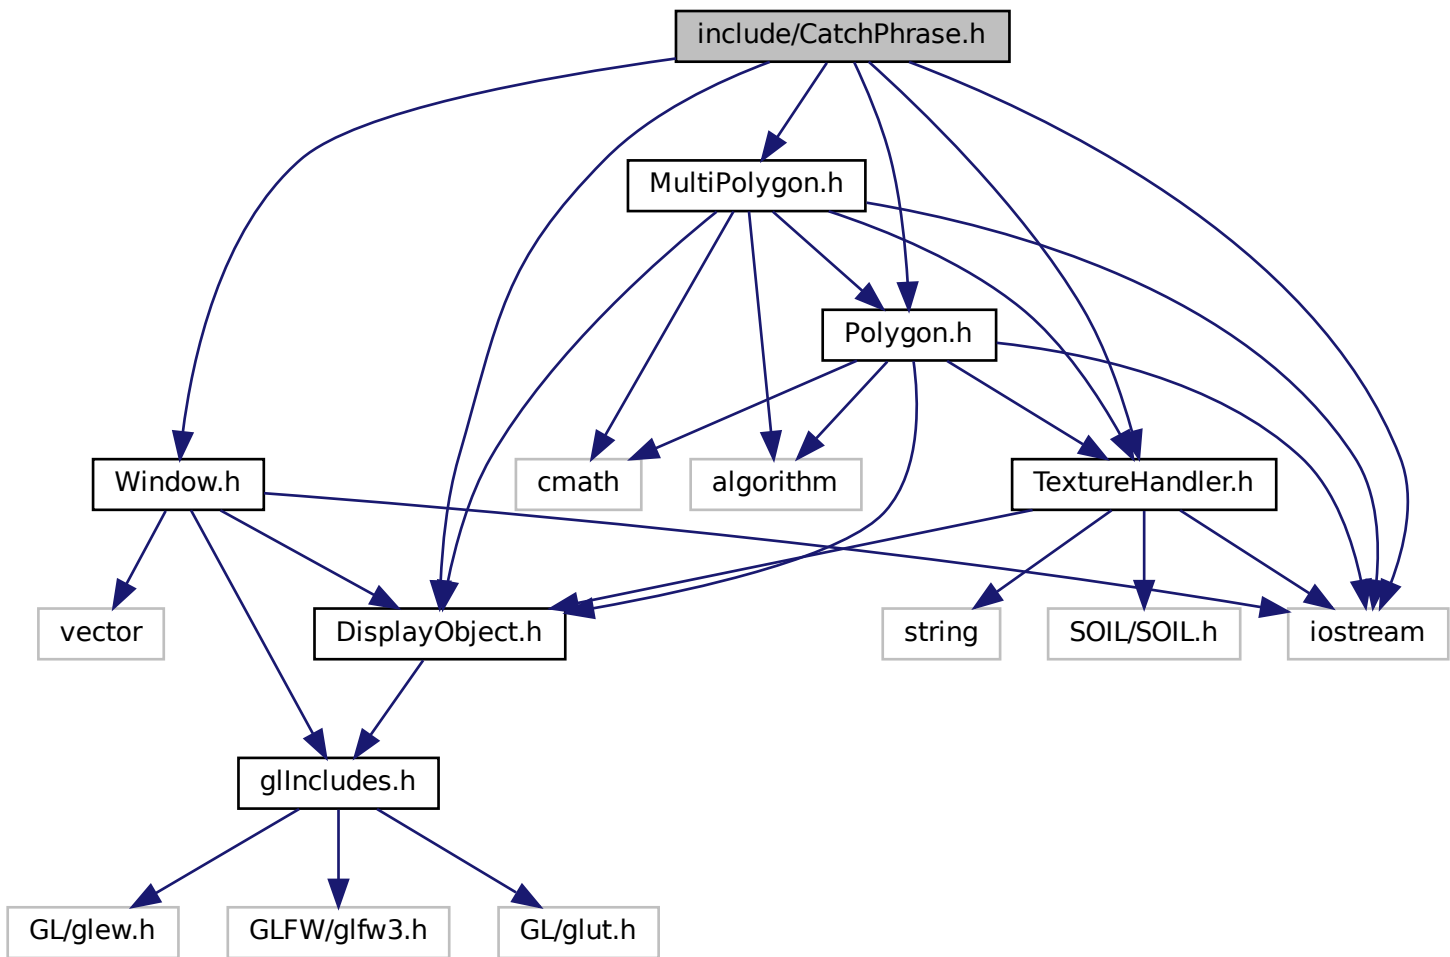 include/CatchPhrase.h
MultiPolygon.h
Polygon.h
Window.h
cmath
algorithm
TextureHandler.h
vector
DisplayObject.h
string
SOIL/SOIL.h
iostream
glIncludes.h
GL/glew.h
GLFW/glfw3.h
GL/glut.h